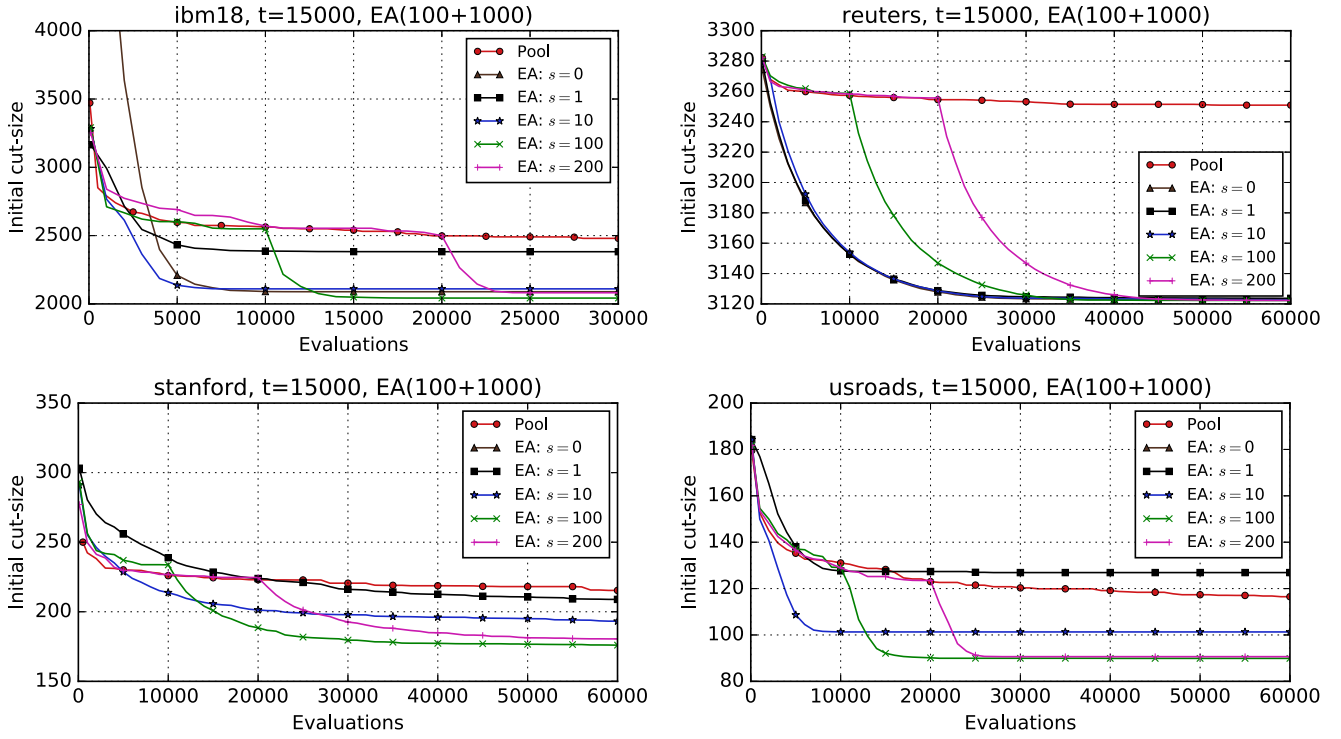 ibm18, t=15000, EA(100+1000)
Initial cut-size
4000
3500
3000
2500
2000
0
5000
10000
15000
20000
25000
30000
Evaluations
Pool
EA: s = 0
EA: s = 1
EA: s = 10
EA: s = 100
EA: s = 200
reuters, t=15000, EA(100+1000)
Initial cut-size
3300
3280
3260
3240
3220
3200
3180
3160
3140
3120
0
10000
20000
30000
40000
50000
60000
Evaluations
Pool
EA: s = 0
EA: s = 1
EA: s = 10
EA: s = 100
EA: s = 200
stanford, t=15000, EA(100+1000)
Initial cut-size
350
300
250
200
150
0
10000
20000
30000
40000
50000
60000
Evaluations
Pool
EA: s = 0
EA: s = 1
EA: s = 10
EA: s = 100
EA: s = 200
usroads, t=15000, EA(100+1000)
Initial cut-size
200
180
160
140
120
100
80
0
10000
20000
30000
40000
50000
60000
Evaluations
Pool
EA: s = 0
EA: s = 1
EA: s = 10
EA: s = 100
EA: s = 200